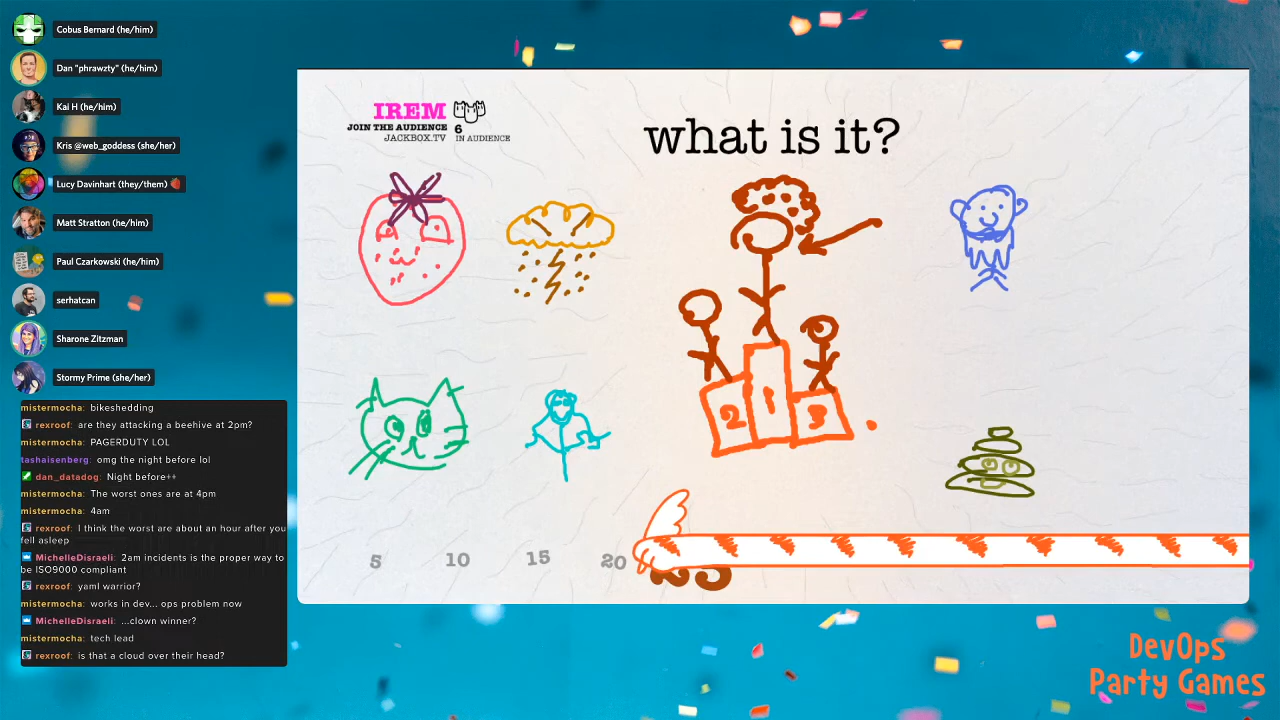 Cobus Bernard (he/him)
Dan "phrawzty" (he/him)
Kai H (he/him)
Kris @web_goddess (she/her)
Lucy Davinhart (they/them) 🍓
Matt Stratton (he/him)
Paul Czarkowski (he/him)
serhatcan
Sharone Zitzman
Stormy Prime (she/her)
mistermocha: bikeshedding
rexroof: are they attacking a beehive at 2pm?
mistermocha: PAGERDUTY LOL
tashaisenberg: omg the night before lol
dan_datadog: Night before++
mistermocha: The worst ones are at 4pm
mistermocha: 4am
rexroof: I think the worst are about an hour after you
fell asleep
MichelleDisraeli: 2am incidents is the proper way to
be ISO9000 compliant
rexroof: yaml warrior?
mistermocha: works in dev... ops problem now
MichelleDisraeli: ...clown winner?
mistermocha: tech lead
rexroof: is that a cloud over their head?
IREM
JOIN THE AUDIENCE
JACKBOX.TV
6
IN AUDIENCE
what is it?
2 1 3
5 10 15 20
DevOps
Party Games